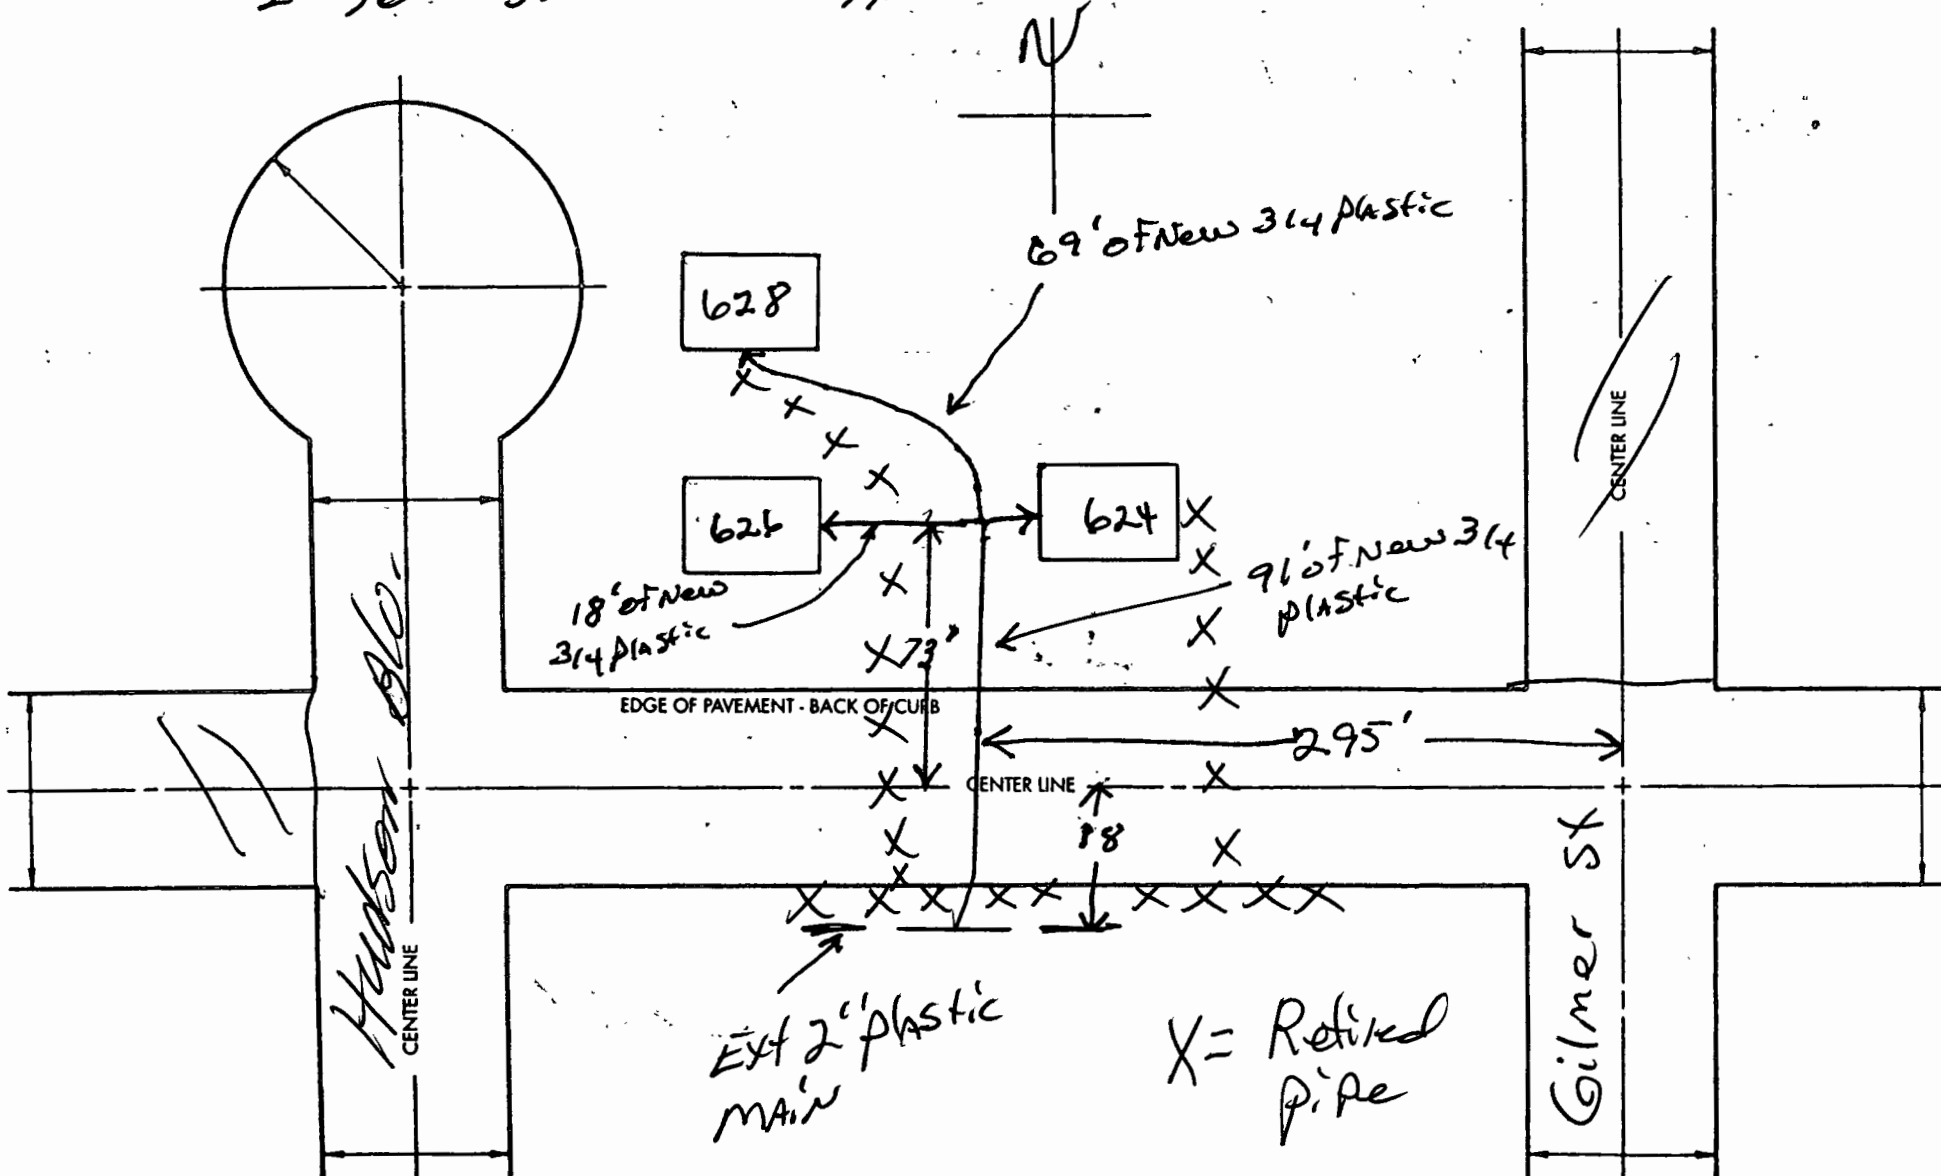 N
69' of New 3/4 plastic
628
626
624
18' of New
3/4 plastic
91' of New 3/4
plastic
73'
EDGE OF PAVEMENT - BACK OF CURB
295'
CENTER LINE
18
CENTER LINE
CENTER LINE
Hudson
Gilmer St
Ext 2" plastic
MAIN
X = Retired
pipe